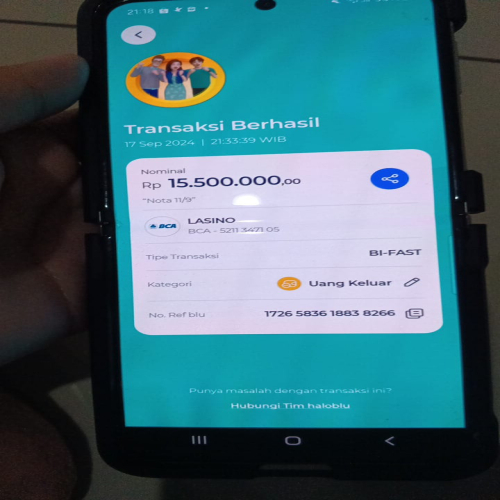 21:18
Transaksi Berhasil
17 Sep 2024 | 21:33:39 WIB
Nominal
Rp 15.500.000,00
"Nota 11/9"
BCA
LASINO
BCA - 5211 3471 05
Tipe Transaksi BI-FAST
Kategori Uang Keluar
No. Ref blu 1726 5836 1883 8266
Punya masalah dengan transaksi ini?
Hubungi Tim haloblu